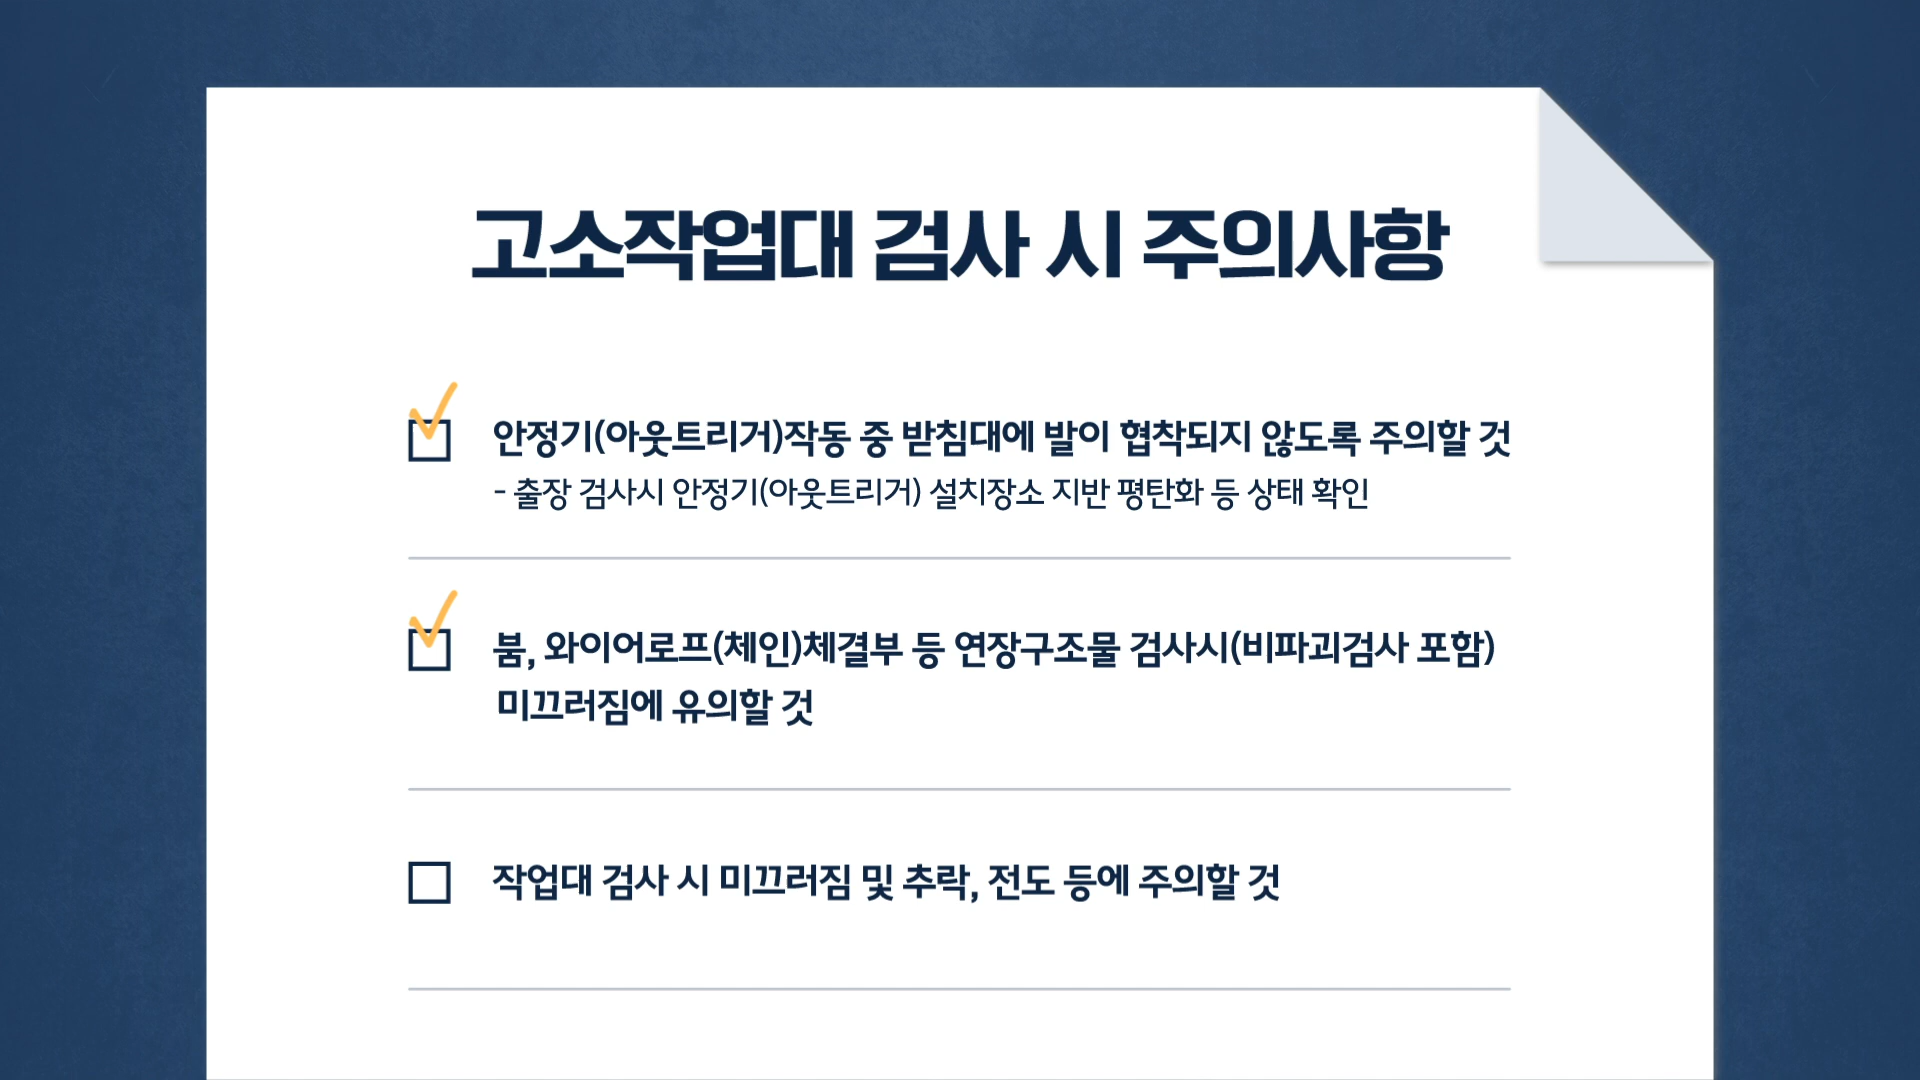 고소작업대 검사 시 주의사항
안정기(아웃트리거)작동 중 받침대에 발이 협착되지 않도록 주의할 것
- 출장 검사시 안정기(아웃트리거) 설치장소 지반 평탄화 등 상태 확인
붐, 와이어로프(체인)체결부 등 연장구조물 검사시(비파괴검사 포함)
미끄러짐에 유의할 것
작업대 검사 시 미끄러짐 및 추락, 전도 등에 주의할 것